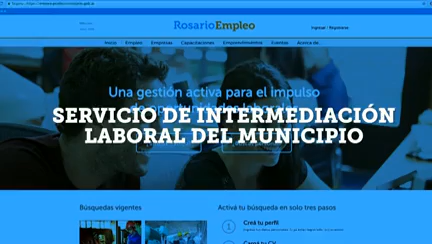 RosarioEmpleo
Ingresar | Registrarse
Inicio Empleo Empresas Capacitaciones Emprendimientos Eventos Acerca de
Una gestión activa para el impulso
SERVICIO DE INTERMEDIACIÓN
LABORAL DEL MUNICIPIO
Búsquedas vigentes
Activá tu búsqueda en solo tres pasos
1 Creá tu perfil